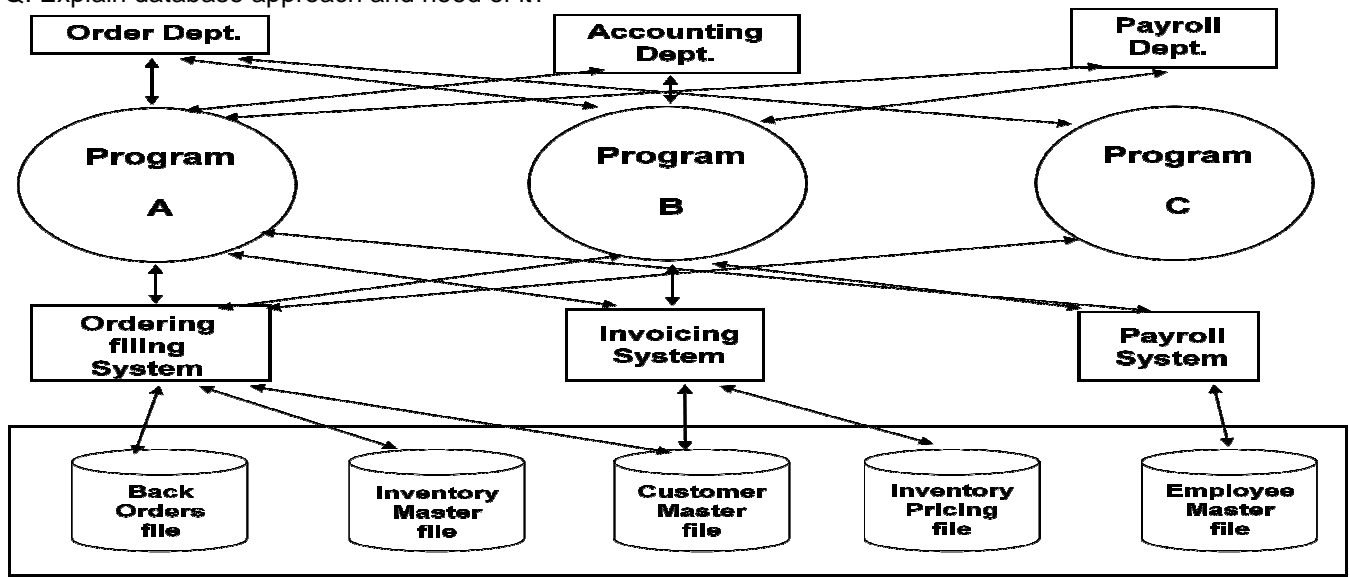 Q. Explain database approach and need of it?
Order Dept.
Accounting
Dept.
Payroll
Dept.
Program
A
Program
B
Program
C
Ordering
filing
System
Invoicing
System
Payroll
System
Back
Orders
file
Inventory
Master
file
Customer
Master
file
Inventory
Pricing
file
Employee
Master
file